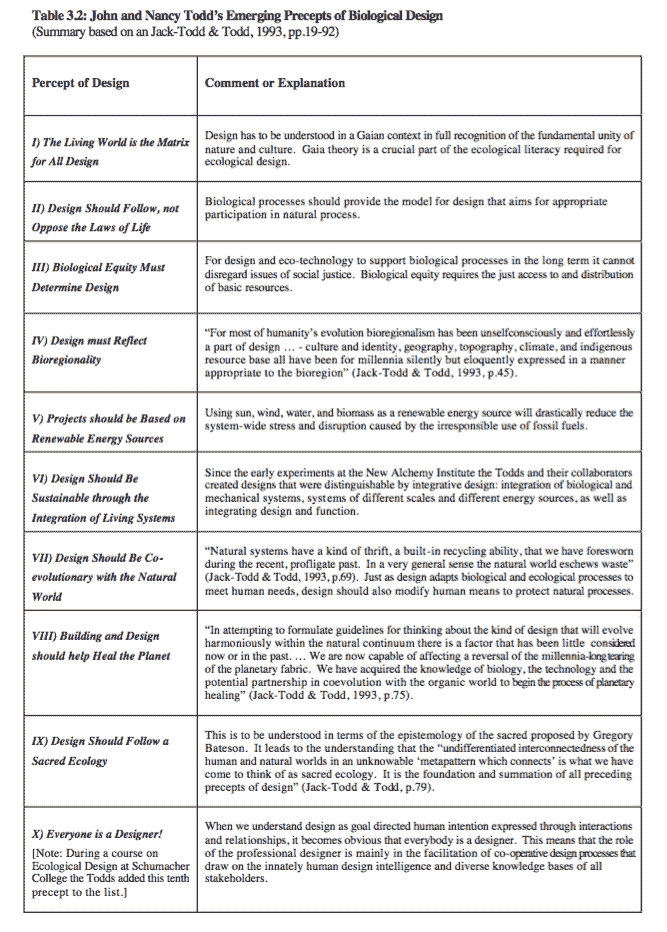 Table 3.2: John and Nancy Todd's Emerging Precepts of Biological Design
(Summary based on an Jack-Todd & Todd, 1993, pp.19-92)
Percept of Design
Comment or Explanation
I) The Living World is the Matrix
for All Design
Design has to be understood in a Gaian context in full recognition of the fundamental unity of
nature and culture. Gaia theory is a crucial part of the ecological literacy required for
ecological design.
II) Design Should Follow, not
Oppose the Laws of Life
Biological processes should provide the model for design that aims for appropriate
participation in natural process.
III) Biological Equity Must
Determine Design
For design and eco-technology to support biological processes in the long term it cannot
disregard issues of social justice. Biological equity requires the just access to and distribution
of basic resources.
IV) Design must Reflect
Bioregionality
"For most of humanity's evolution bioregionalism has been unselfconsciously and effortlessly
a part of design … - culture and identity, geography, topography, climate, and indigenous
resource base all have been for millennia silently but eloquently expressed in a manner
appropriate to the bioregion" (Jack-Todd & Todd, 1993, p.45).
V) Projects should be Based on
Renewable Energy Sources
Using sun, wind, water, and biomass as a renewable energy source will drastically reduce the
system-wide stress and disruption caused by the irresponsible use of fossil fuels.
VI) Design Should Be
Sustainable through the
Integration of Living Systems
Since the early experiments at the New Alchemy Institute the Todds and their collaborators
created designs that were distinguishable by integrative design: integration of biological and
mechanical systems, systems of different scales and different energy sources, as well as
integrating design and function.
VII) Design Should Be Co-
evolutionary with the Natural
World
"Natural systems have a kind of thrift, a built-in recycling ability, that we have foresworn
during the recent, profligate past. In a very general sense the natural world eschews waste"
(Jack-Todd & Todd, 1993, p.69). Just as design adapts biological and ecological processes to
meet human needs, design should also modify human means to protect natural processes.
VIII) Building and Design
should help Heal the Planet
"In attempting to formulate guidelines for thinking about the kind of design that will evolve
harmoniously within the natural continuum there is a factor that has been little considered
now or in the past. … We are now capable of affecting a reversal of the millennia-long tearing
of the planetary fabric. We have acquired the knowledge of biology, the technology and the
potential partnership in coevolution with the organic world to begin the process of planetary
healing" (Jack-Todd & Todd, 1993, p.75).
IX) Design Should Follow a
Sacred Ecology
This is to be understood in terms of the epistemology of the sacred proposed by Gregory
Bateson. It leads to the understanding that the "undifferentiated interconnectedness of the
human and natural worlds in an unknowable 'metapattern which connects' is what we have
come to think of as sacred ecology. It is the foundation and summation of all preceding
precepts of design" (Jack-Todd & Todd, p.79).
X) Everyone is a Designer!
[Note: During a course on
Ecological Design at Schumacher
College the Todds added this tenth
precept to the list.]
When we understand design as goal directed human intention expressed through interactions
and relationships, it becomes obvious that everybody is a designer. This means that the role
of the professional designer is mainly in the facilitation of co-operative design processes that
draw on the innately human design intelligence and diverse knowledge bases of all
stakeholders.